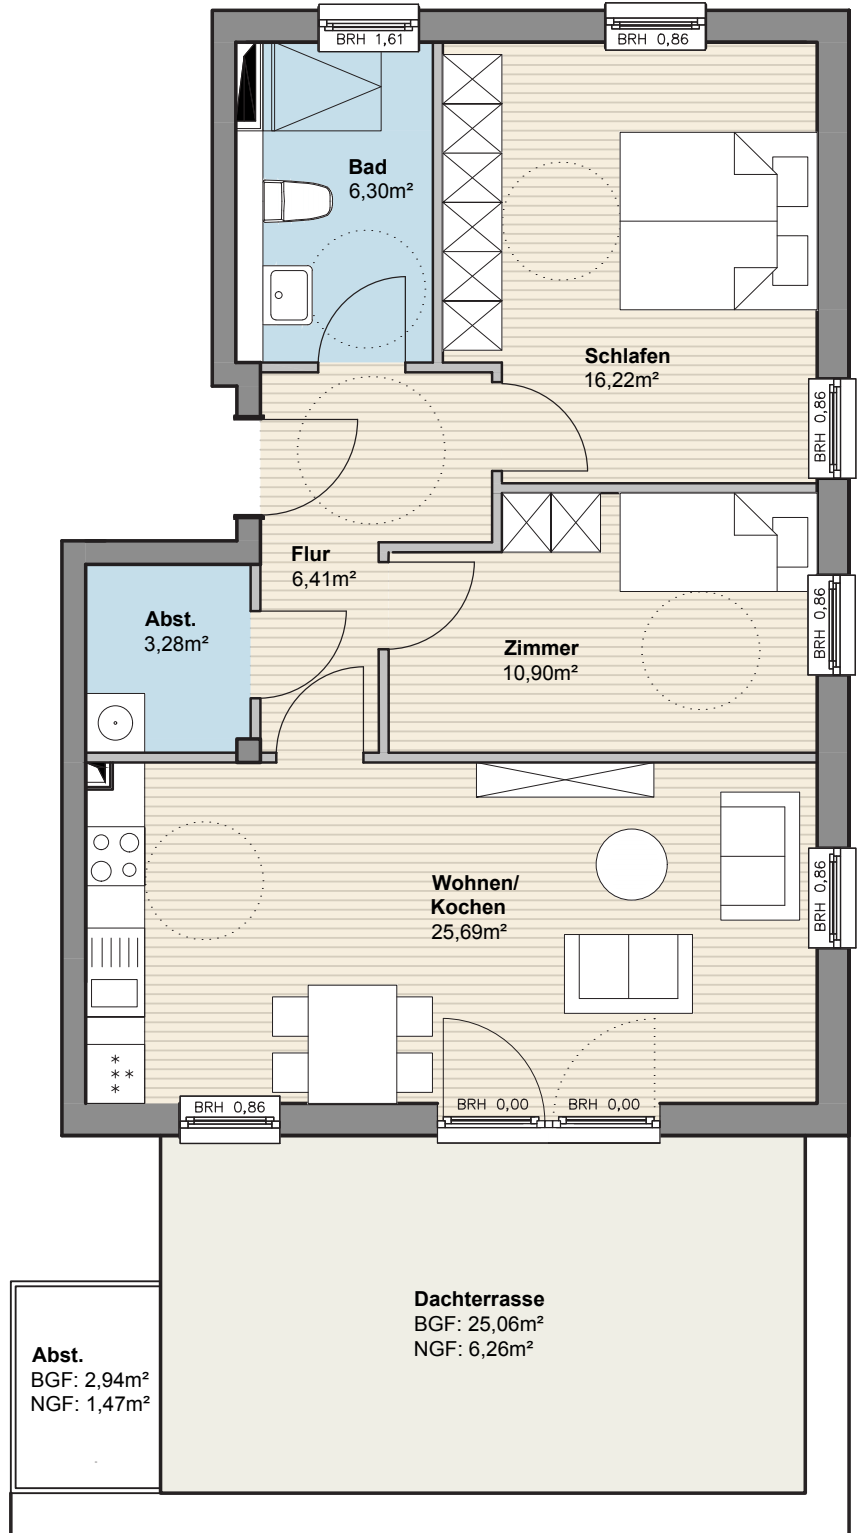 BRH 1,61
BRH 0,86
Bad
6,30m²
Schlafen
16,22m²
BRH 0,86
Flur
6,41m²
Abst.
3,28m²
Zimmer
10,90m²
BRH 0,86
Wohnen/
Kochen
25,69m²
BRH 0,86
BRH 0,86
BRH 0,00
BRH 0,00
Dachterrasse
BGF: 25,06m²
NGF: 6,26m²
Abst.
BGF: 2,94m²
NGF: 1,47m²